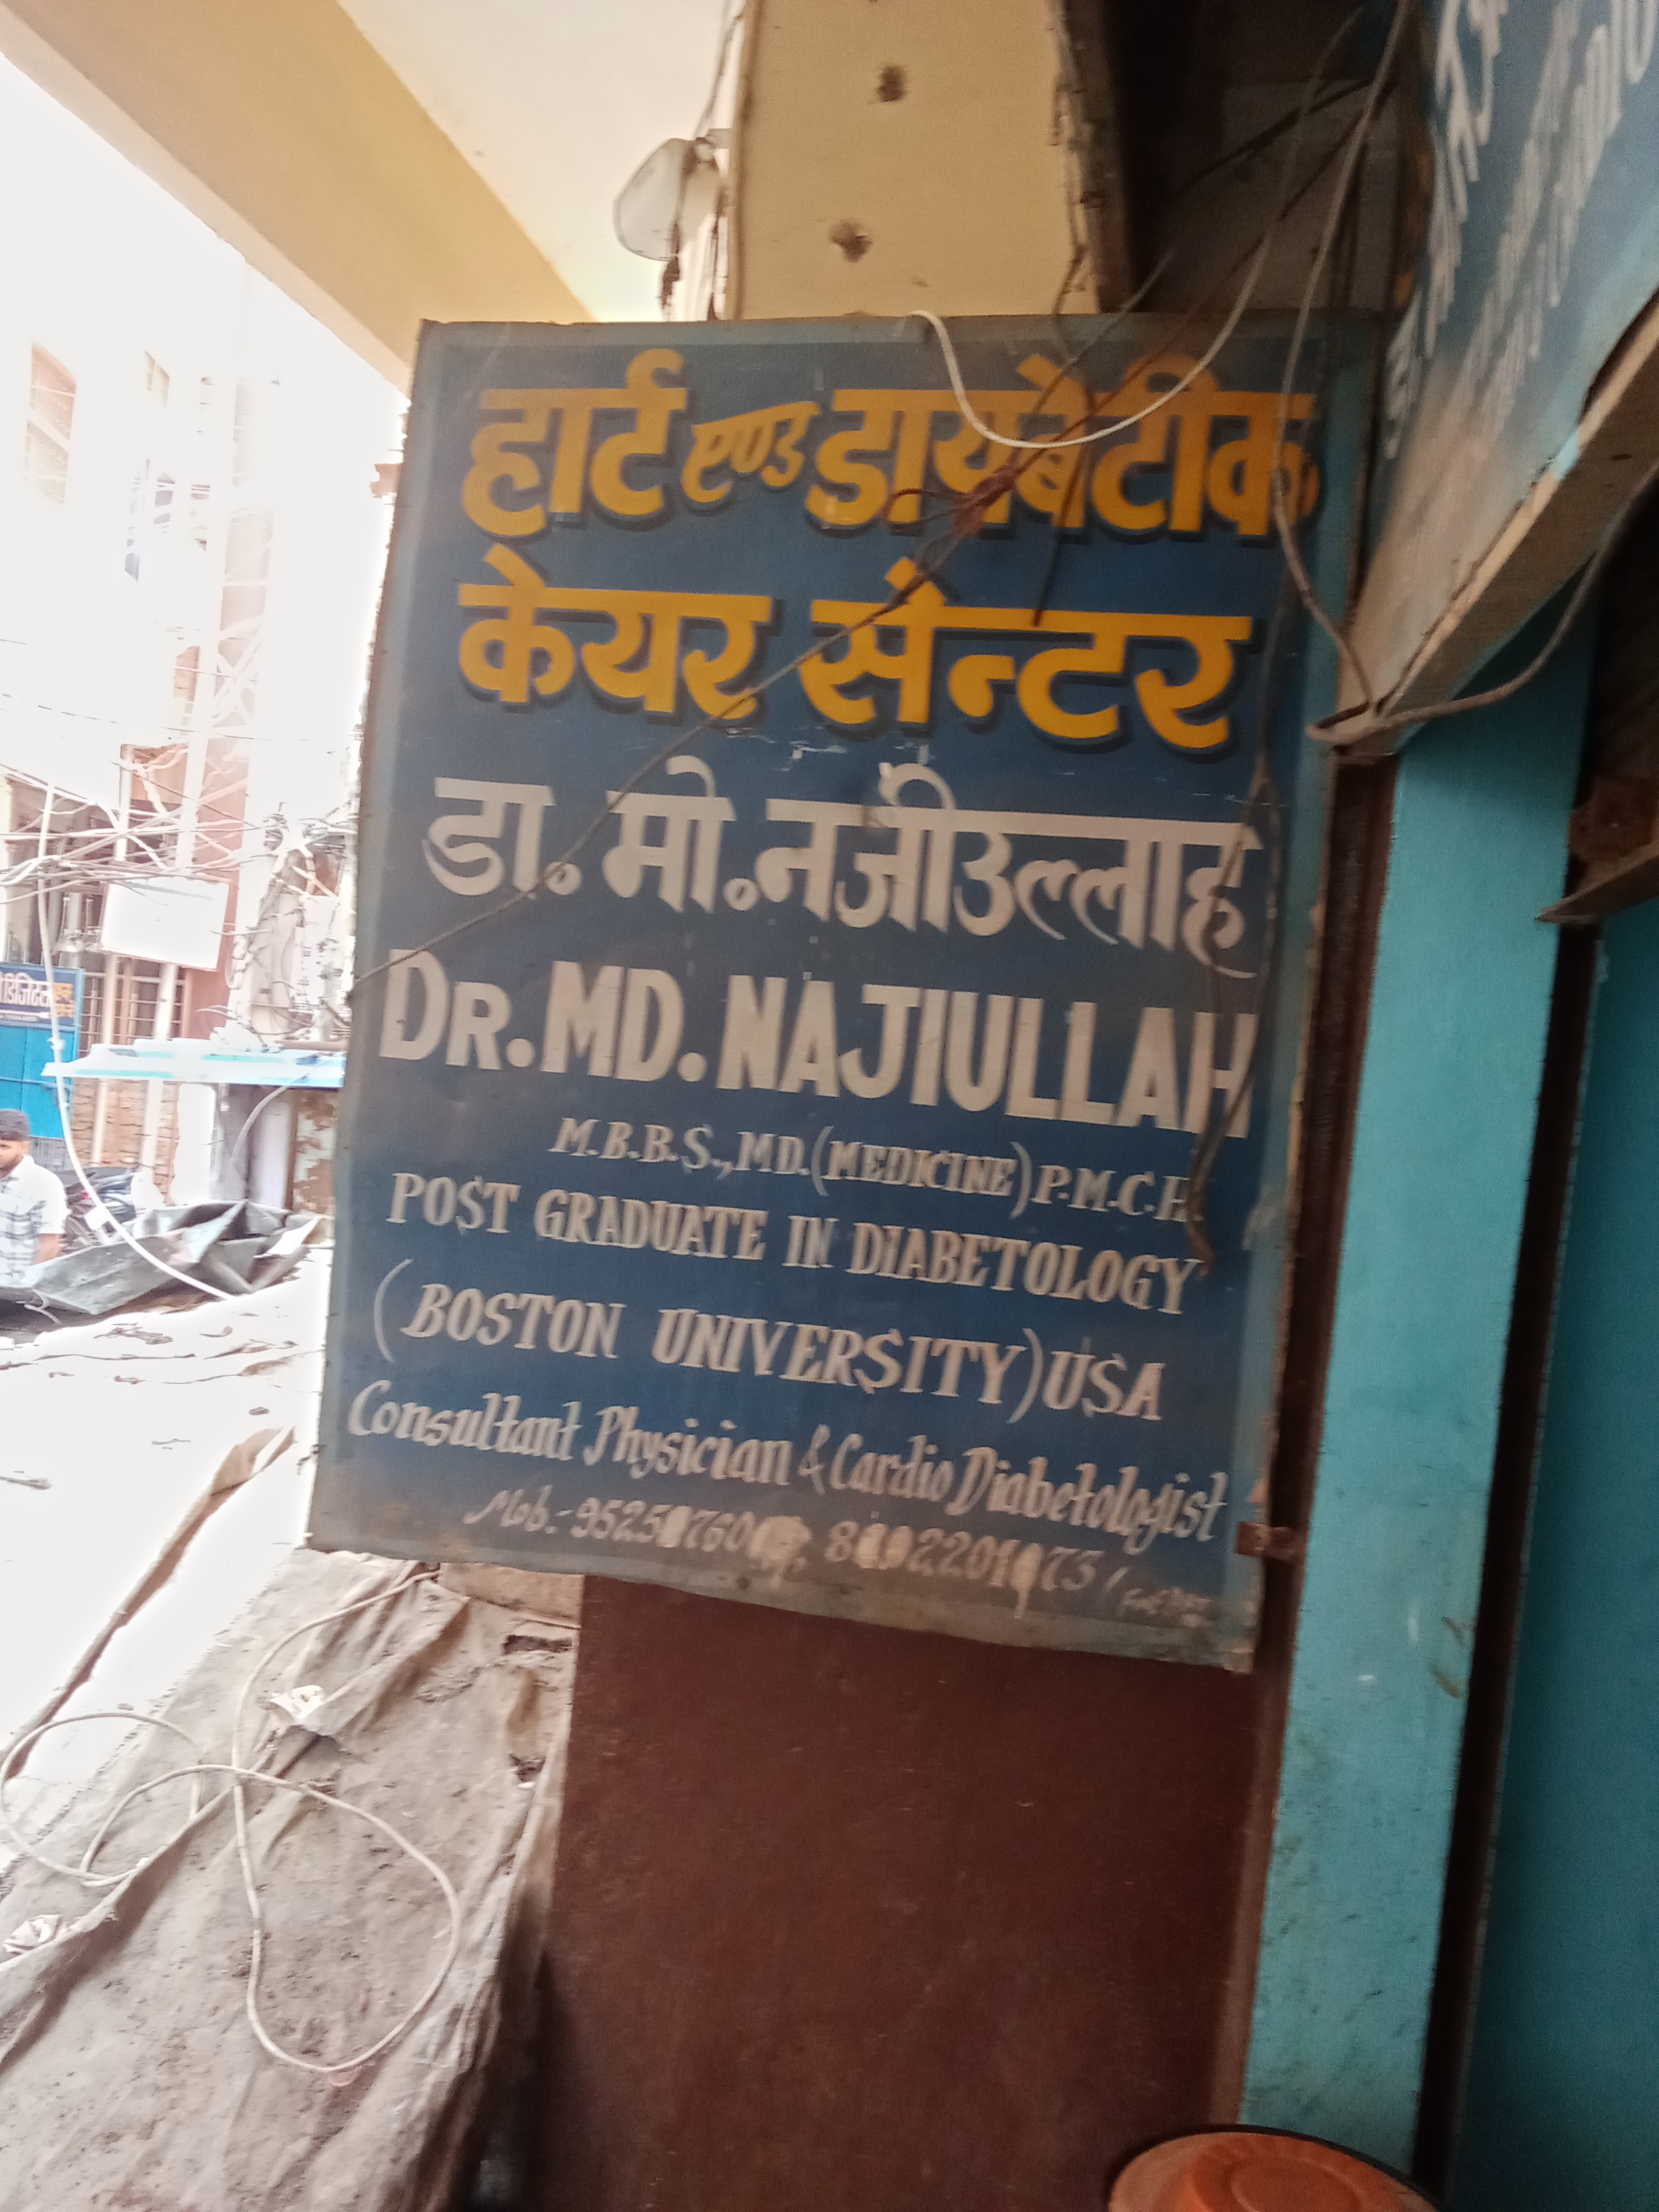 हार्ट एण्ड डायबेटीक
केयर सेन्टर
डा. मो. नजीउल्लाह
DR. MD. NAJIULLAH
M.B.B.S., MD. (MEDICINE) P.M.C.H.
POST GRADUATE IN DIABETOLOGY
(BOSTON UNIVERSITY) USA
Consultant Physician & Cardio Diabetologist
Mob.-